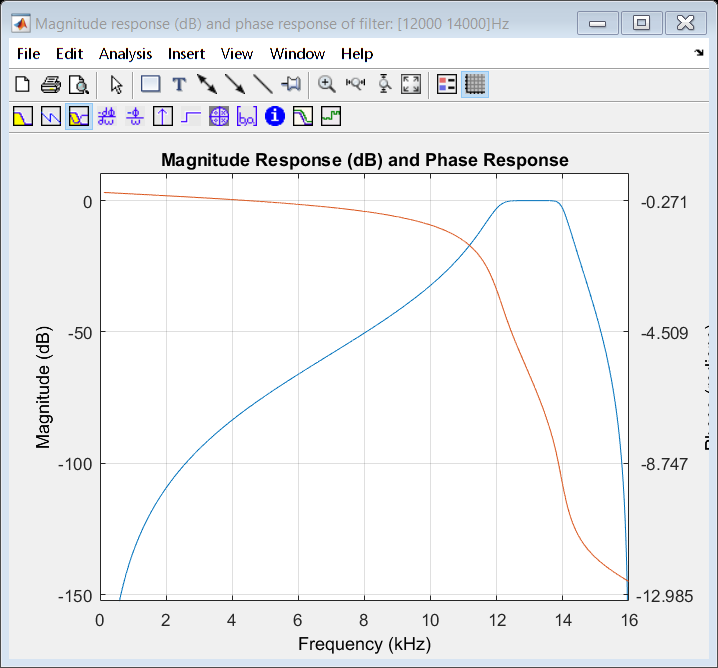 Magnitude response (dB) and phase response of filter: [12000 14000]Hz
File Edit Analysis Insert View Window Help
Magnitude Response (dB) and Phase Response
0
-50
-100
-150
Magnitude (dB)
-0.271
-4.509
-8.747
-12.985
0 2 4 6 8 10 12 14 16
Frequency (kHz)